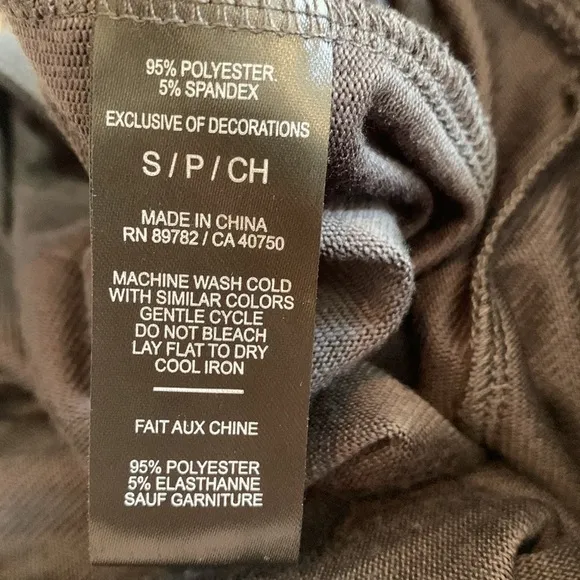 95% POLYESTER
5% SPANDEX
EXCLUSIVE OF DECORATIONS
S / P / CH
MADE IN CHINA
RN 89782 / CA 40750
MACHINE WASH COLD
WITH SIMILAR COLORS
GENTLE CYCLE
DO NOT BLEACH
LAY FLAT TO DRY
COOL IRON
FAIT AUX CHINE
95% POLYESTER
5% ELASTHANNE
SAUF GARNITURE